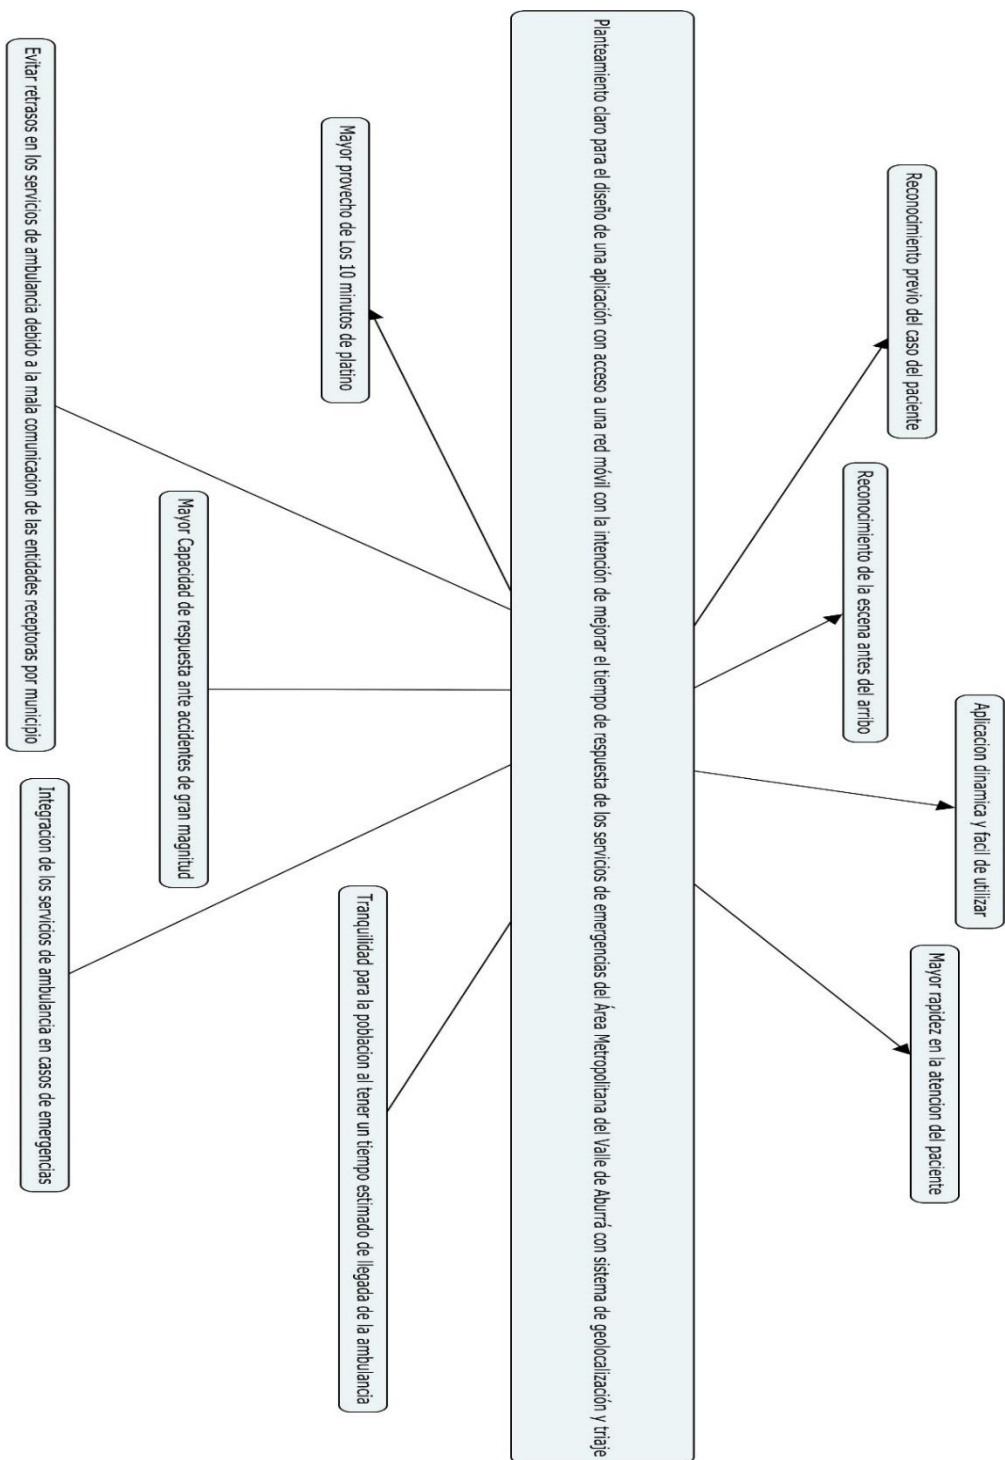 Reconocimiento previo del caso del paciente
Reconocimiento de la escena antes del arribo
Aplicacion dinamica y facil de utilizar
Mayor rapidez en la atencion del paciente
Planteamiento claro para el diseño de una aplicación con acceso a una red móvil con la intención de mejorar el tiempo de respuesta de los servicios de emergencias del Área Metropolitana del Valle de Aburrá con sistema de geolocalización y triaje
Mayor provecho de Los 10 minutos de platino
Evitar retrasos en los servicios de ambulancia debido a la mala comunicacion de las entidades receptoras por municipio
Mayor Capacidad de respuesta ante accidentes de gran magnitud
Integracion de los servicios de ambulancia en casos de emergencias
Tranquilidad para la poblacion al tener un tiempo estimado de llegada de la ambulancia